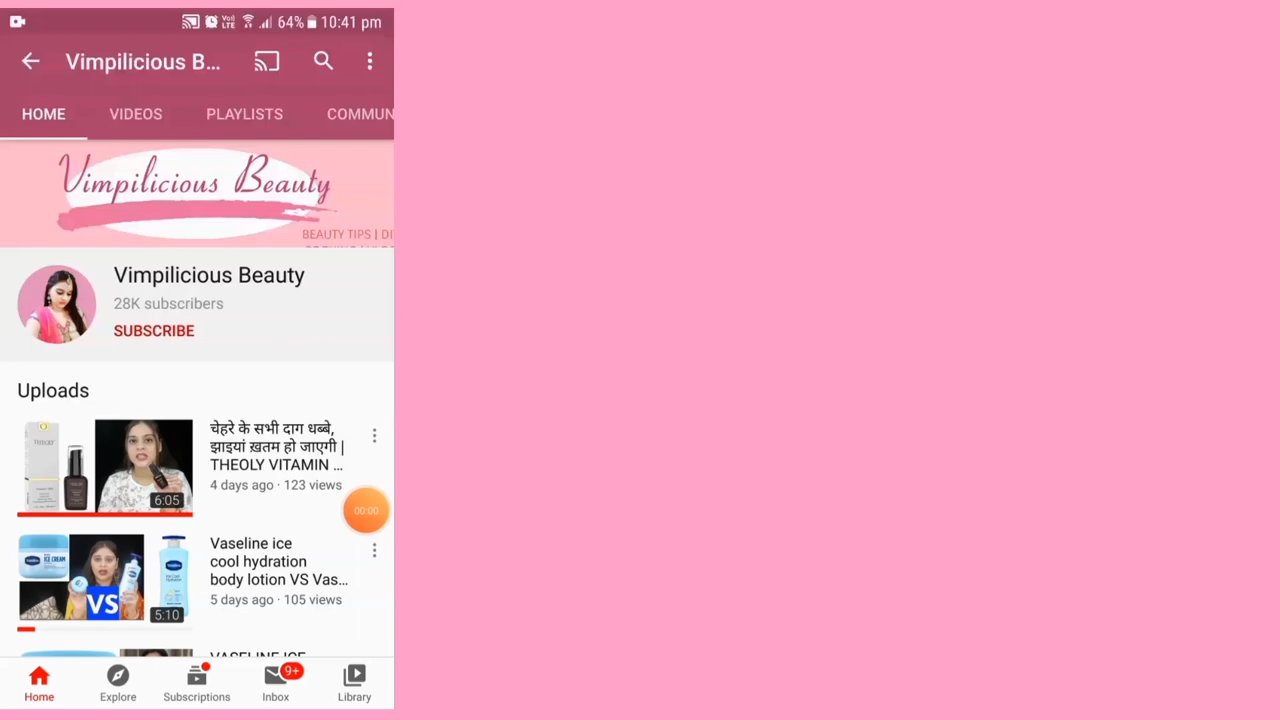 64% 10:41 pm
Vimpilicious B...
HOME VIDEOS PLAYLISTS COMMUN
Vimpilicious Beauty
BEAUTY TIPS | DI
Vimpilicious Beauty
28K subscribers
SUBSCRIBE
Uploads
चेहरे के सभी दाग धब्बे,
झाइयां ख़तम हो जाएगी |
THEOLY VITAMIN ...
4 days ago · 123 views
6:05
00:00
Vaseline ice
cool hydration
body lotion VS Vas...
5 days ago · 105 views
VS
5:10
VASELINE ICE
9+
Home Explore Subscriptions Inbox Library